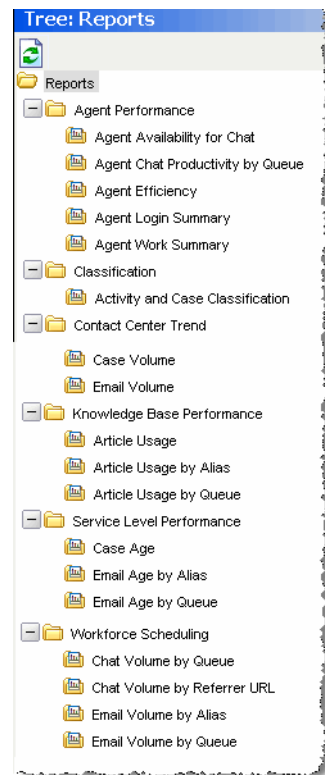 Tree: Reports
Reports
Agent Performance
Agent Availability for Chat
Agent Chat Productivity by Queue
Agent Efficiency
Agent Login Summary
Agent Work Summary
Classification
Activity and Case Classification
Contact Center Trend
Case Volume
Email Volume
Knowledge Base Performance
Article Usage
Article Usage by Alias
Article Usage by Queue
Service Level Performance
Case Age
Email Age by Alias
Email Age by Queue
Workforce Scheduling
Chat Volume by Queue
Chat Volume by Referrer URL
Email Volume by Alias
Email Volume by Queue